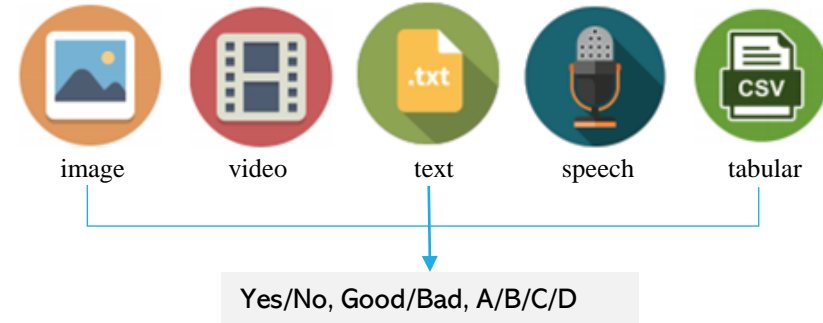 .txt
CSV
image video text speech tabular
Yes/No, Good/Bad, A/B/C/D